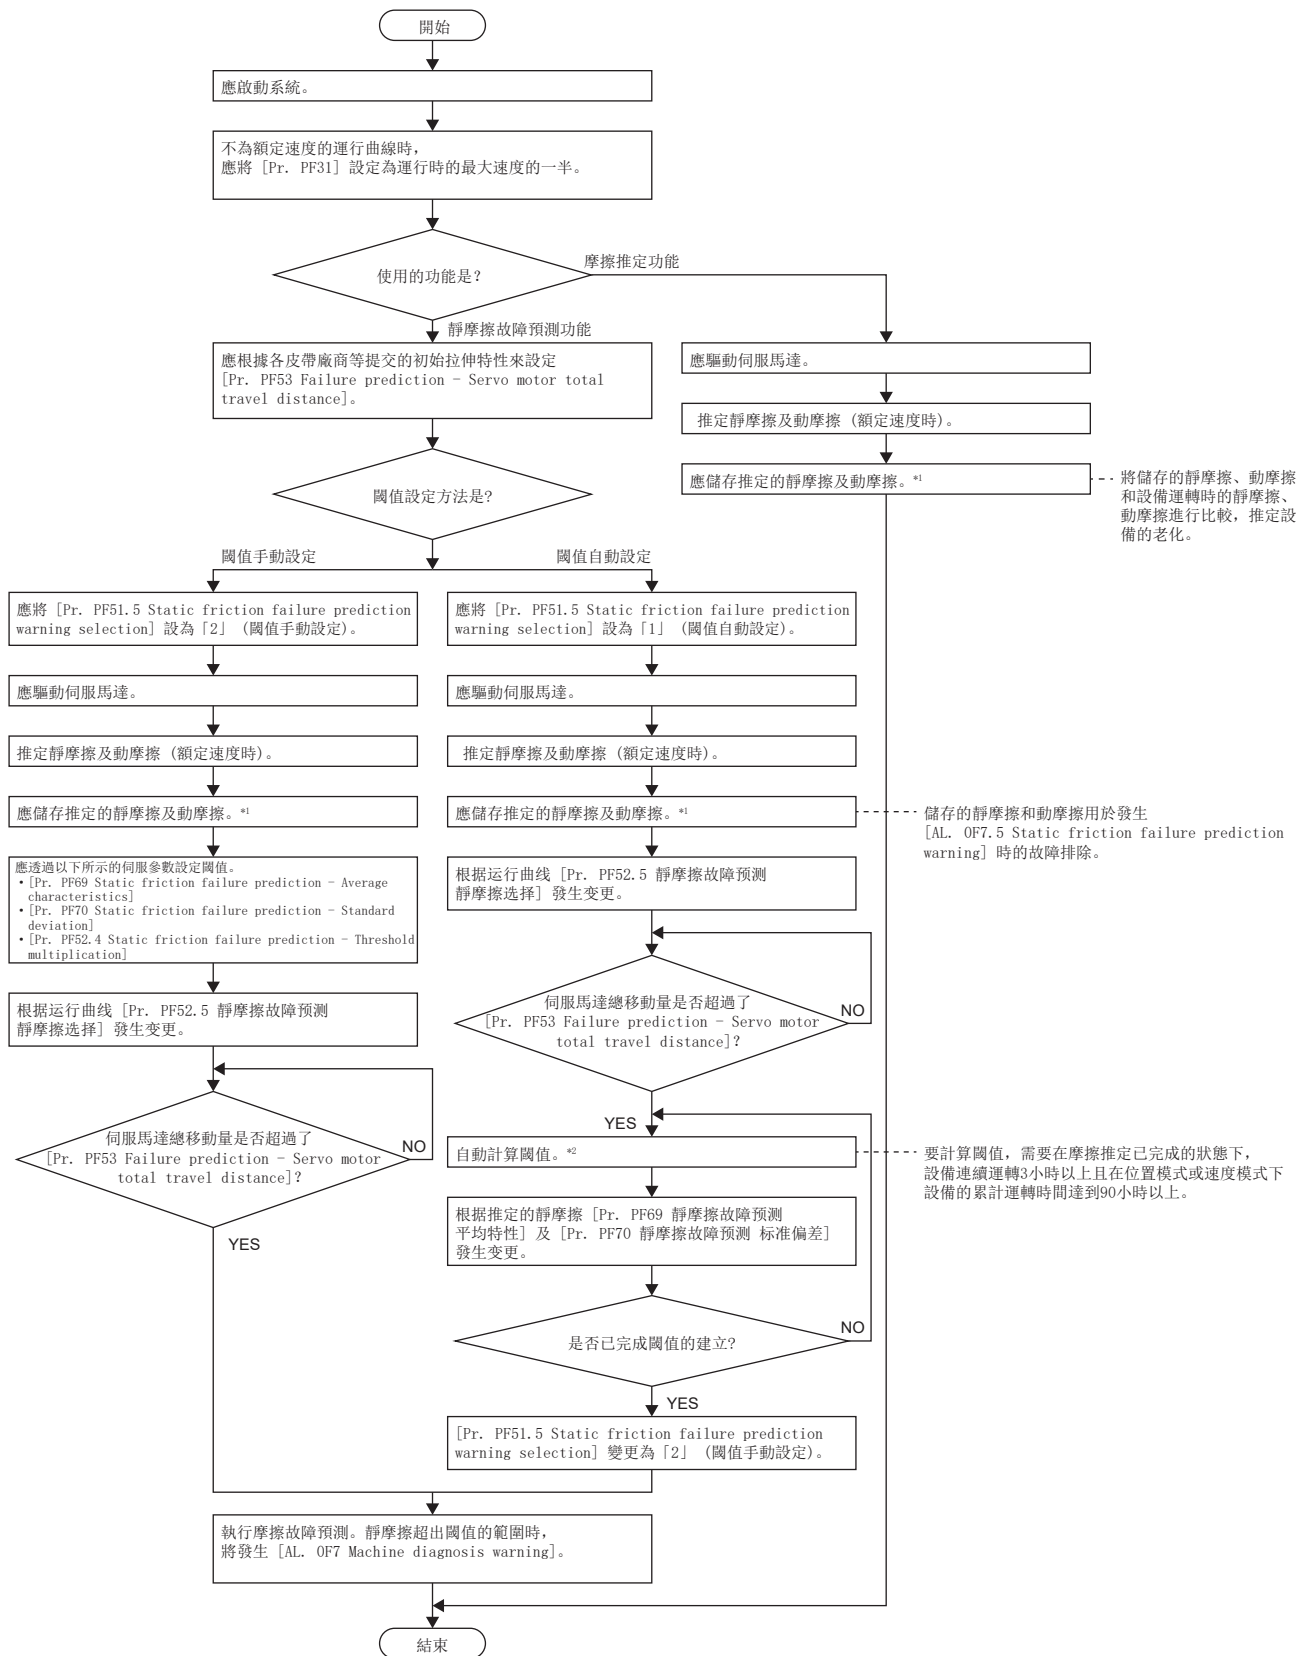 開始
應啟動系統。
不為額定速度的運行曲線時,
應將 [Pr. PF31] 設定為運行時的最大速度的一半。
使用的功能是?
摩擦推定功能
靜摩擦故障預測功能
應根據各皮帶廠商等提交的初始拉伸特性來設定
[Pr. PF53 Failure prediction - Servo motor total
travel distance]。
應驅動伺服馬達。
推定靜摩擦及動摩擦 (額定速度時)。
應儲存推定的靜摩擦及動摩擦。*1
將儲存的靜摩擦、動摩擦
和設備運轉時的靜摩擦、
動摩擦進行比較, 推定設
備的老化。
閾值設定方法是?
閾值手動設定
閾值自動設定
應將 [Pr. PF51.5 Static friction failure prediction
warning selection] 設為「2」 (閾值手動設定)。
應驅動伺服馬達。
推定靜摩擦及動摩擦 (額定速度時)。
應儲存推定的靜摩擦及動摩擦。*1
應透過以下所示的伺服參數設定閾值。
• [Pr. PF69 Static friction failure prediction - Average
characteristics]
• [Pr. PF70 Static friction failure prediction - Standard
deviation]
• [Pr. PF52.4 Static friction failure prediction - Threshold
multiplication]
根据运行曲线 [Pr. PF52.5 靜摩擦故障预测
靜摩擦选择] 發生变更。
伺服馬達總移動量是否超過了
[Pr. PF53 Failure prediction - Servo motor
total travel distance]?
NO
YES
應將 [Pr. PF51.5 Static friction failure prediction
warning selection] 設為「1」 (閾值自動設定)。
應驅動伺服馬達。
推定靜摩擦及動摩擦 (額定速度時)。
應儲存推定的靜摩擦及動摩擦。*1
儲存的靜摩擦和動摩擦用於發生
[AL. 0F7.5 Static friction failure prediction
warning] 時的故障排除。
根据运行曲线 [Pr. PF52.5 靜摩擦故障预测
靜摩擦选择] 發生变更。
伺服馬達總移動量是否超過了
[Pr. PF53 Failure prediction - Servo motor
total travel distance]?
NO
YES
自動計算閾值。*2
要計算閾值, 需要在摩擦推定已完成的狀態下,
設備連續運轉3小時以上且在位置模式或速度模式下
設備的累計運轉時間達到90小時以上。
根据推定的靜摩擦 [Pr. PF69 靜摩擦故障预测
平均特性] 及 [Pr. PF70 靜摩擦故障预测 标准偏差]
發生变更。
是否已完成閾值的建立?
NO
YES
[Pr. PF51.5 Static friction failure prediction
warning selection] 變更為「2」 (閾值手動設定)。
執行摩擦故障預測。靜摩擦超出閾值的範圍時,
將發生 [AL. 0F7 Machine diagnosis warning]。
結束